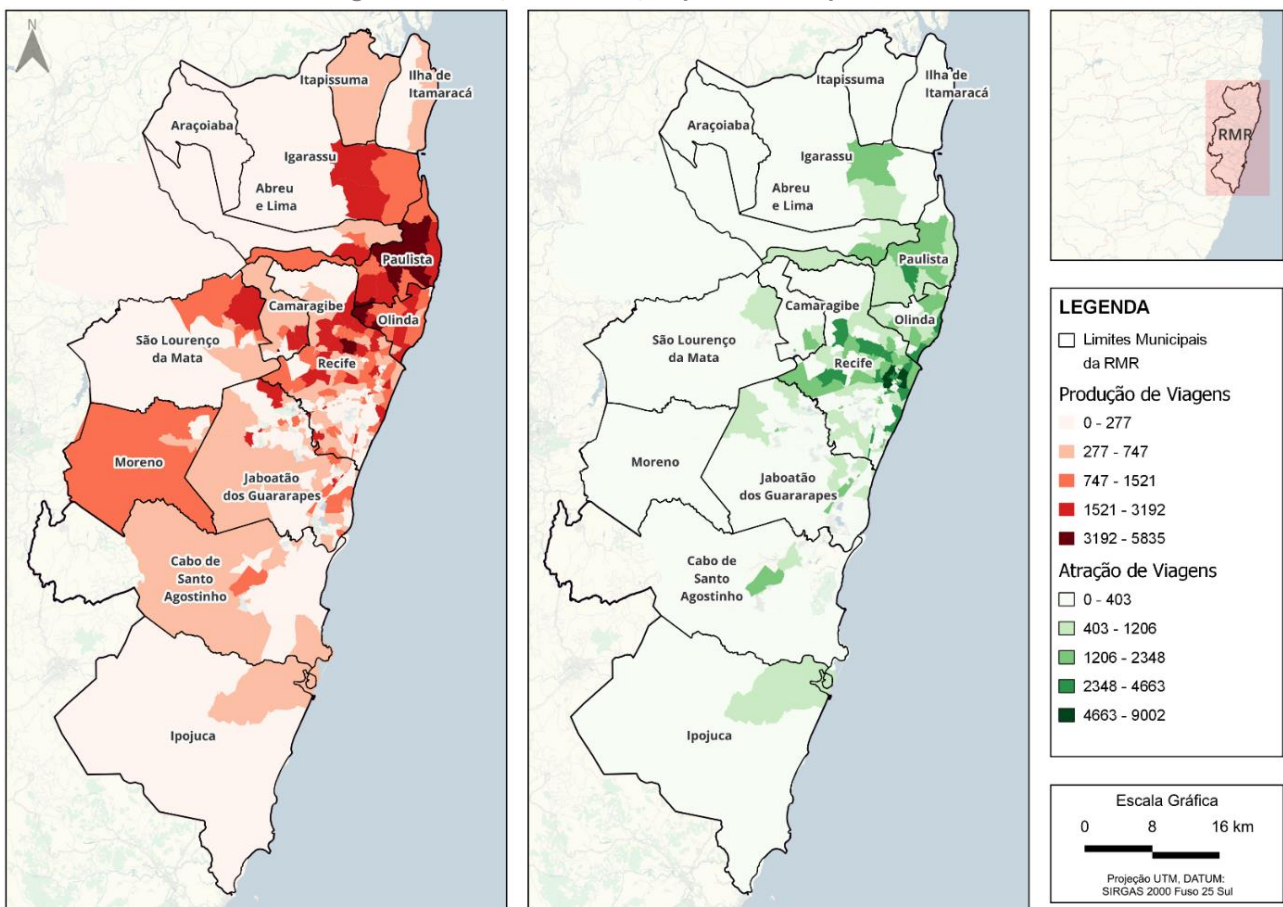 N
Itapissuma
Ilha de
Itamaracá
Araçoiaba
Igarassu
Abreu
e Lima
Paulista
Camaragibe
Olinda
São Lourenço
da Mata
Recife
Moreno
Jaboatão
dos Guararapes
Cabo de
Santo
Agostinho
Ipojuca
Itapissuma
Ilha de
Itamaracá
Araçoiaba
Igarassu
Abreu
e Lima
Paulista
Camaragibe
Olinda
São Lourenço
da Mata
Recife
Moreno
Jaboatão
dos Guararapes
Cabo de
Santo
Agostinho
Ipojuca
RMR
LEGENDA
Limites Municipais
da RMR
Produção de Viagens
0 - 277
277 - 747
747 - 1521
1521 - 3192
3192 - 5835
Atração de Viagens
0 - 403
403 - 1206
1206 - 2348
2348 - 4663
4663 - 9002
Escala Gráfica
0 8 16 km
Projeção UTM, DATUM:
SIRGAS 2000 Fuso 25 Sul